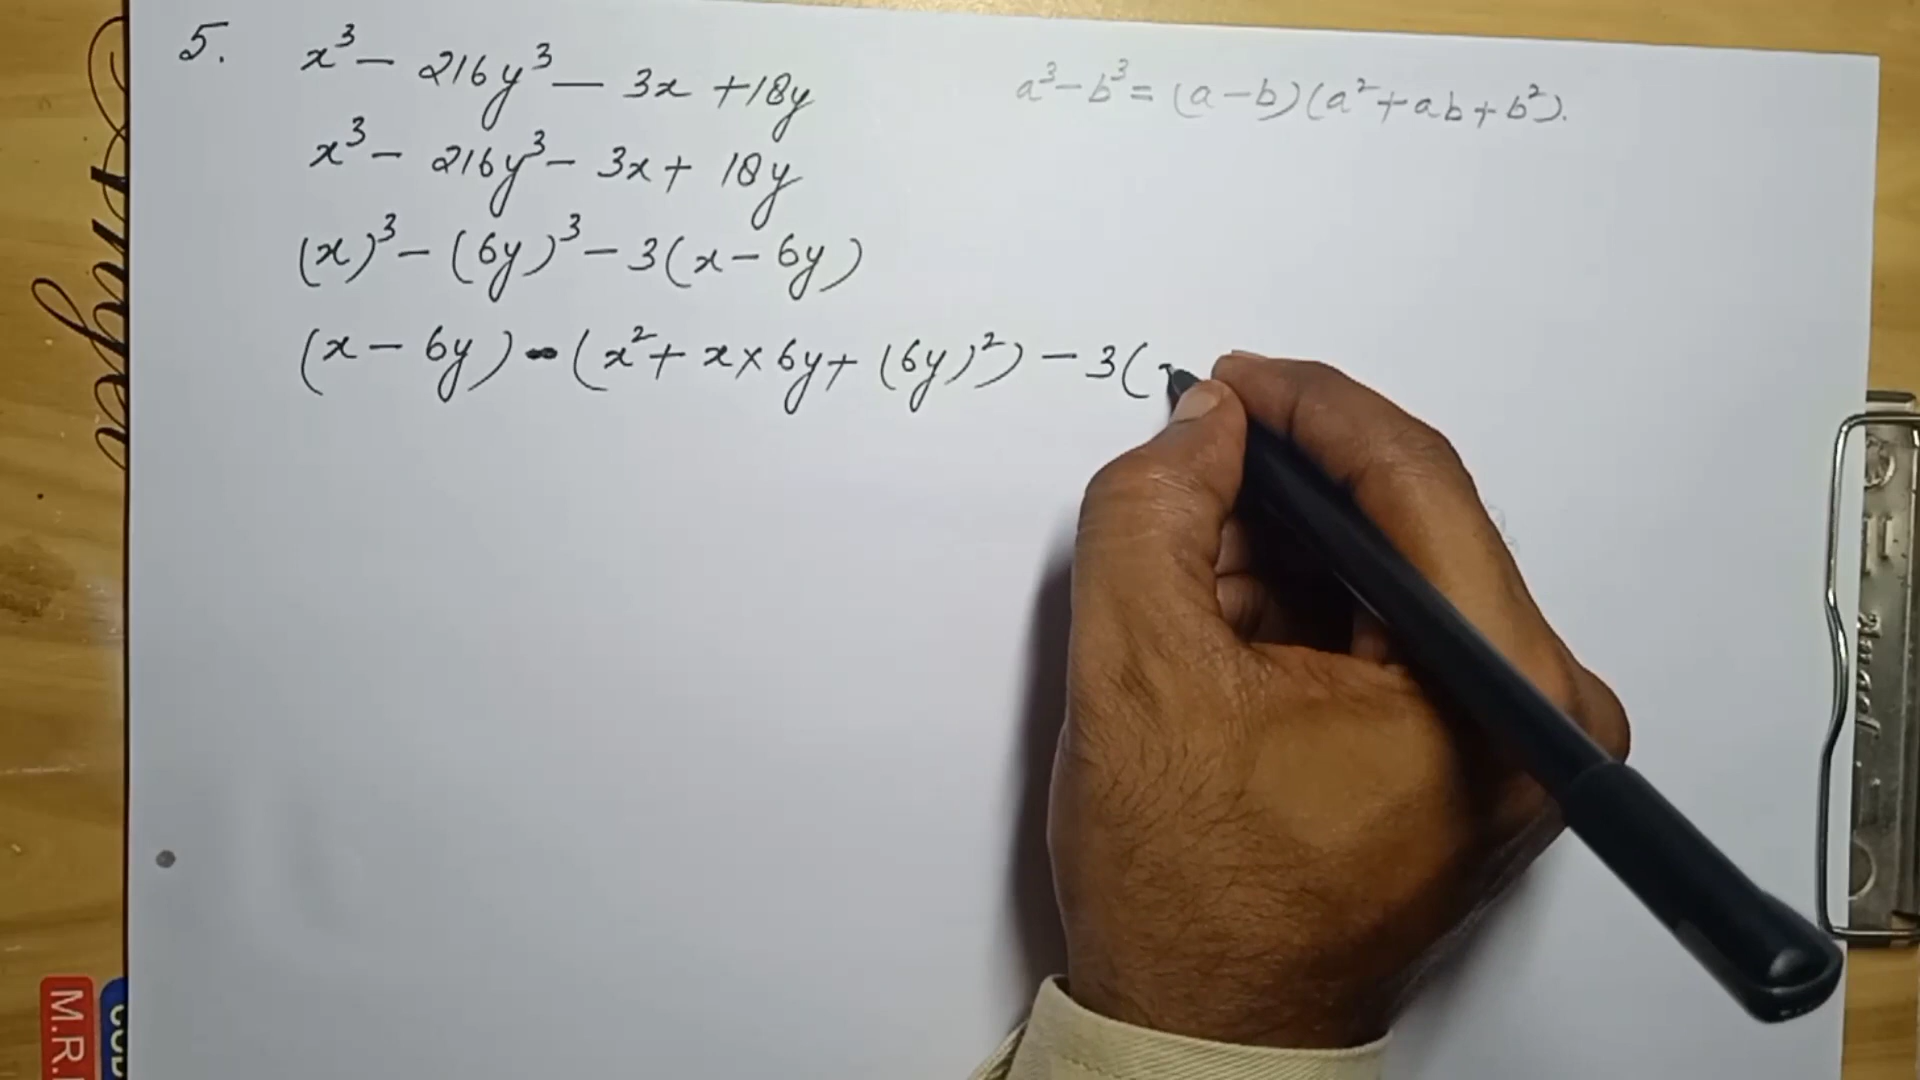 5. x³ - 216y³ - 3x + 18y
a³ - b³ = (a - b)(a² + ab + b²).
x³ - 216y³ - 3x + 18y
(x)³ - (6y)³ - 3(x - 6y)
(x - 6y) - (x² + x × 6y + (6y)²) - 3(x
M.R.